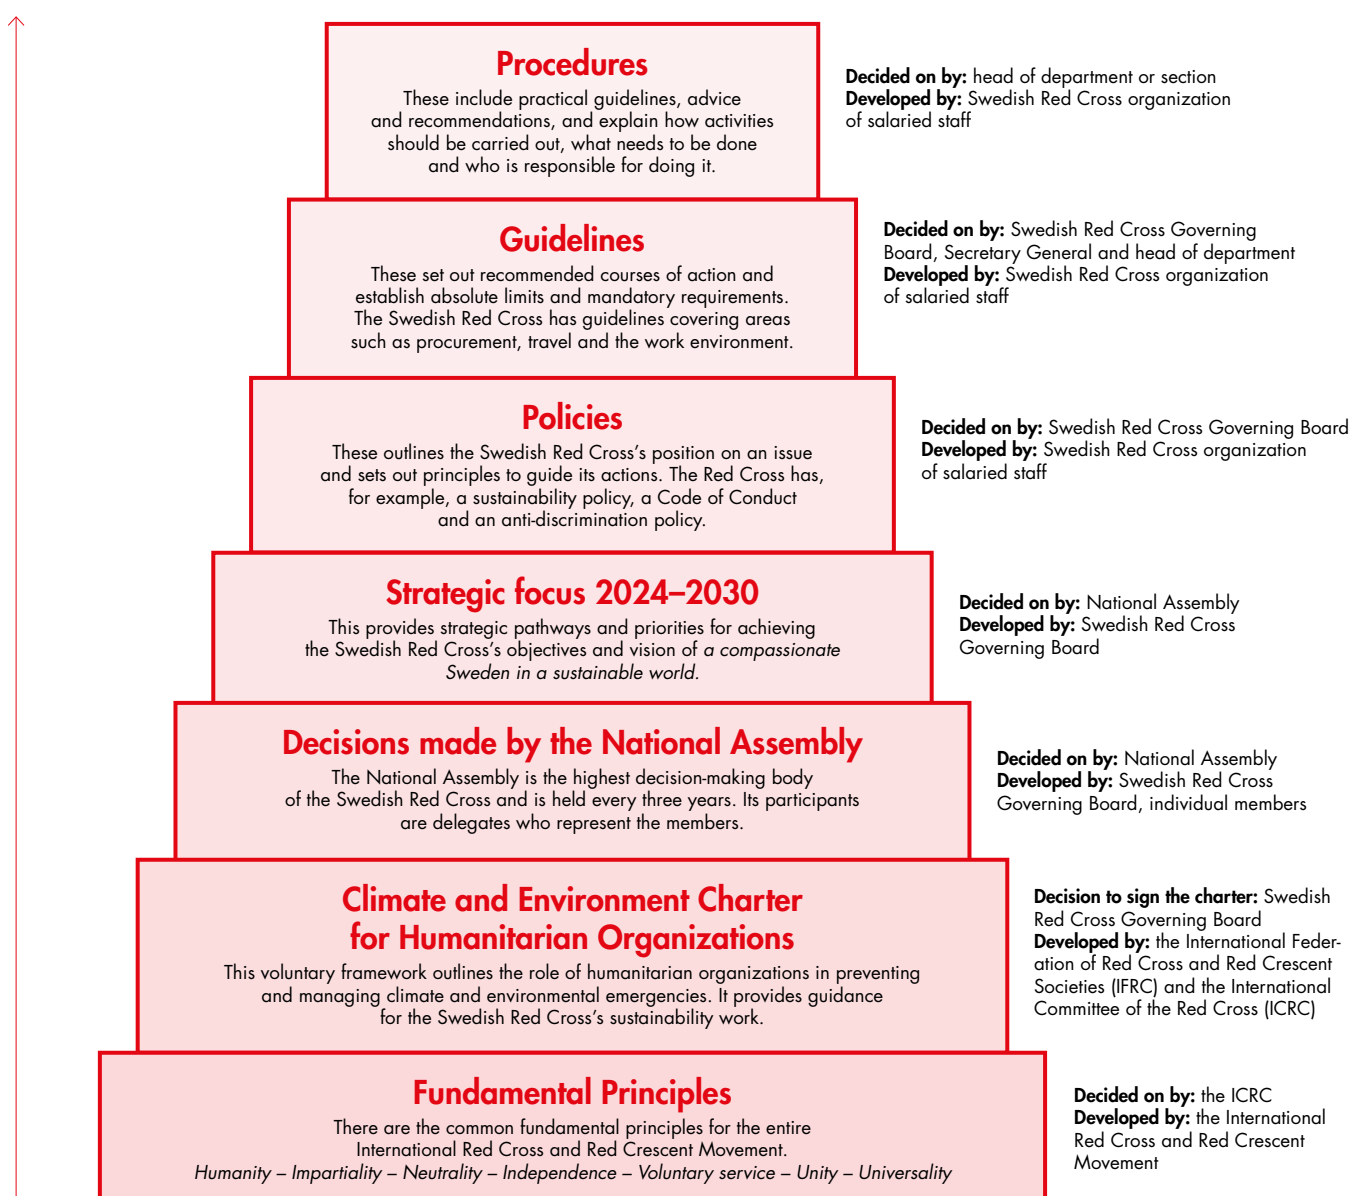 Procedures
These include practical guidelines, advice
and recommendations, and explain how activities
should be carried out, what needs to be done
and who is responsible for doing it.
Decided on by: head of department or section
Developed by: Swedish Red Cross organization
of salaried staff
Guidelines
These set out recommended courses of action and
establish absolute limits and mandatory requirements.
The Swedish Red Cross has guidelines covering areas
such as procurement, travel and the work environment.
Decided on by: Swedish Red Cross Governing
Board, Secretary General and head of department
Developed by: Swedish Red Cross organization
of salaried staff
Policies
These outlines the Swedish Red Cross’s position on an issue
and sets out principles to guide its actions. The Red Cross has,
for example, a sustainability policy, a Code of Conduct
and an anti-discrimination policy.
Decided on by: Swedish Red Cross Governing Board
Developed by: Swedish Red Cross organization
of salaried staff
Strategic focus 2024–2030
This provides strategic pathways and priorities for achieving
the Swedish Red Cross’s objectives and vision of a compassionate
Sweden in a sustainable world.
Decided on by: National Assembly
Developed by: Swedish Red Cross
Governing Board
Decisions made by the National Assembly
The National Assembly is the highest decision-making body
of the Swedish Red Cross and is held every three years. Its participants
are delegates who represent the members.
Decided on by: National Assembly
Developed by: Swedish Red Cross
Governing Board, individual members
Climate and Environment Charter
for Humanitarian Organizations
This voluntary framework outlines the role of humanitarian organizations in preventing
and managing climate and environmental emergencies. It provides guidance
for the Swedish Red Cross’s sustainability work.
Decision to sign the charter: Swedish
Red Cross Governing Board
Developed by: the International Feder-
ation of Red Cross and Red Crescent
Societies (IFRC) and the International
Committee of the Red Cross (ICRC)
Fundamental Principles
There are the common fundamental principles for the entire
International Red Cross and Red Crescent Movement.
Humanity – Impartiality – Neutrality – Independence – Voluntary service – Unity – Universality
Decided on by: the ICRC
Developed by: the International
Red Cross and Red Crescent
Movement